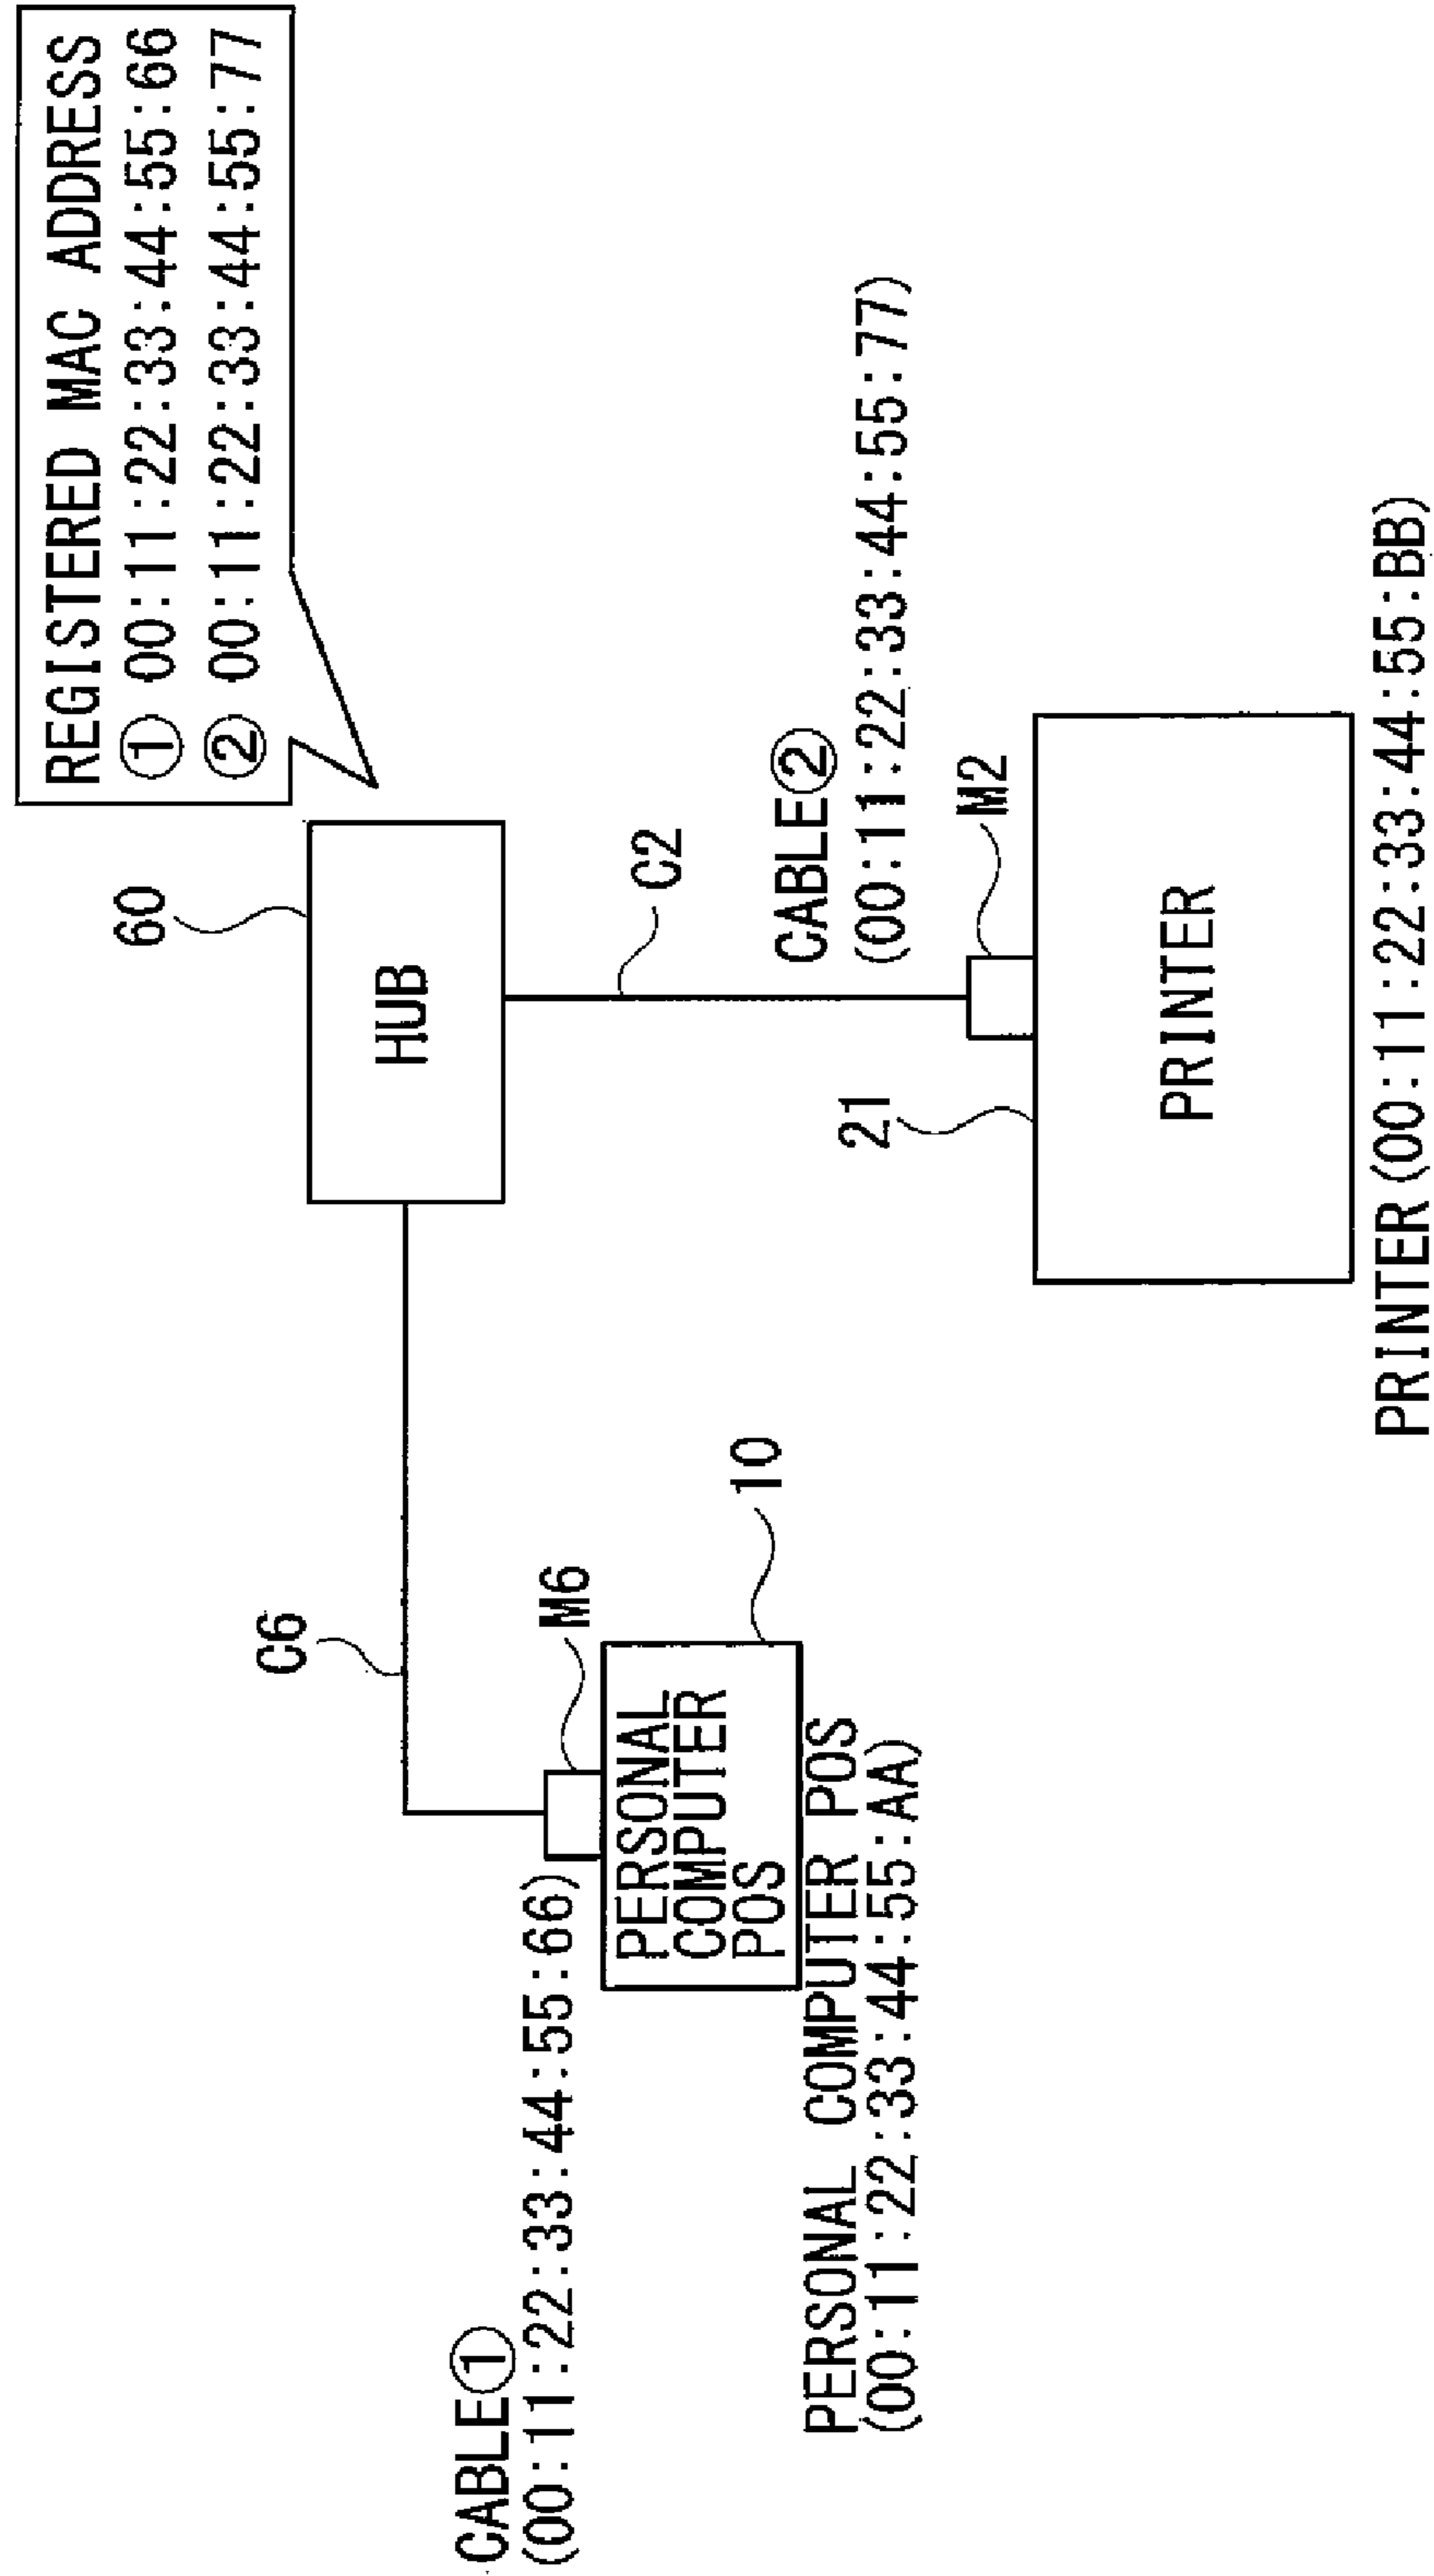 REGISTERED MAC ADDRESS
① 00:11:22:33:44:55:66
② 00:11:22:33:44:55:77
60
HUB
C6
C2
CABLE①
(00:11:22:33:44:55:66)
M6
PERSONAL
COMPUTER
POS
10
PERSONAL COMPUTER POS
(00:11:22:33:44:55:AA)
CABLE②
(00:11:22:33:44:55:77)
M2
21
PRINTER
PRINTER(00:11:22:33:44:55:BB)